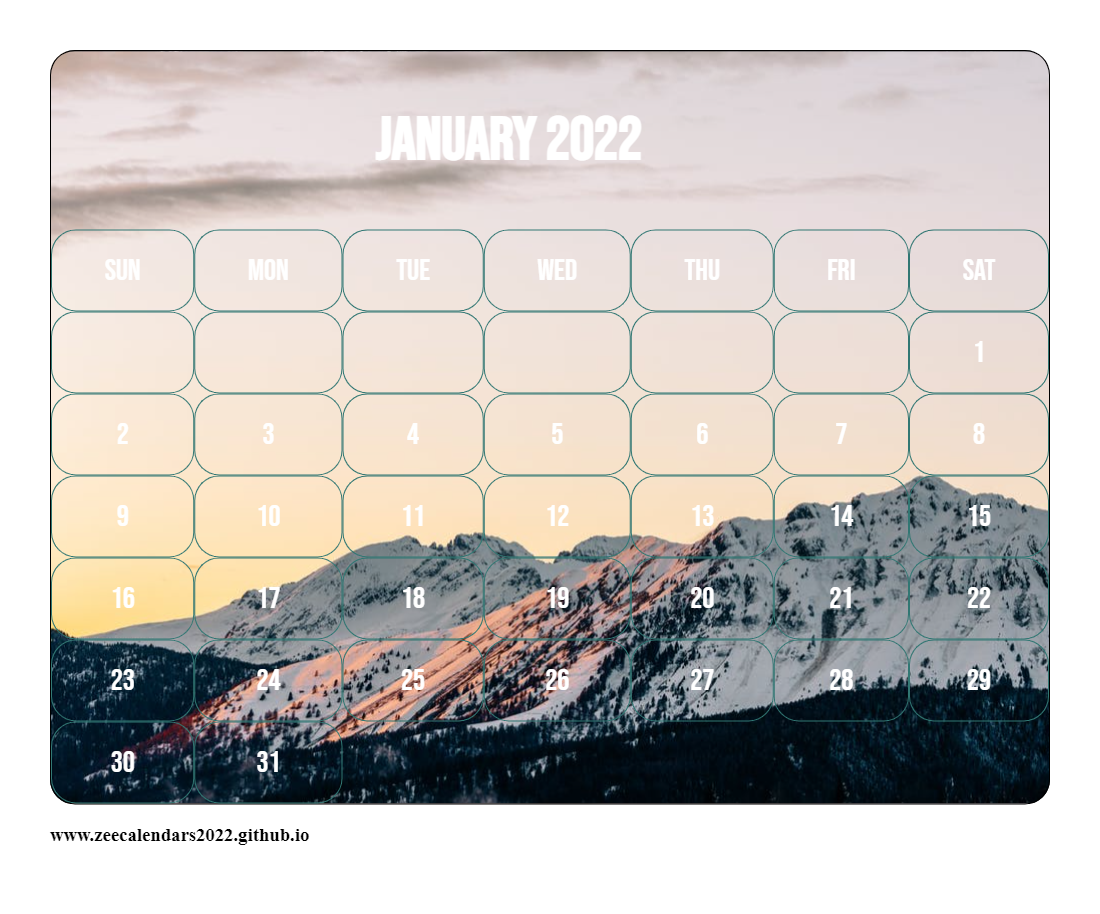 JANUARY 2022
SUN MON TUE WED THU FRI SAT
1
2 3 4 5 6 7 8
9 10 11 12 13 14 15
16 17 18 19 20 21 22
23 24 25 26 27 28 29
30 31
www.zeecalendars2022.github.io